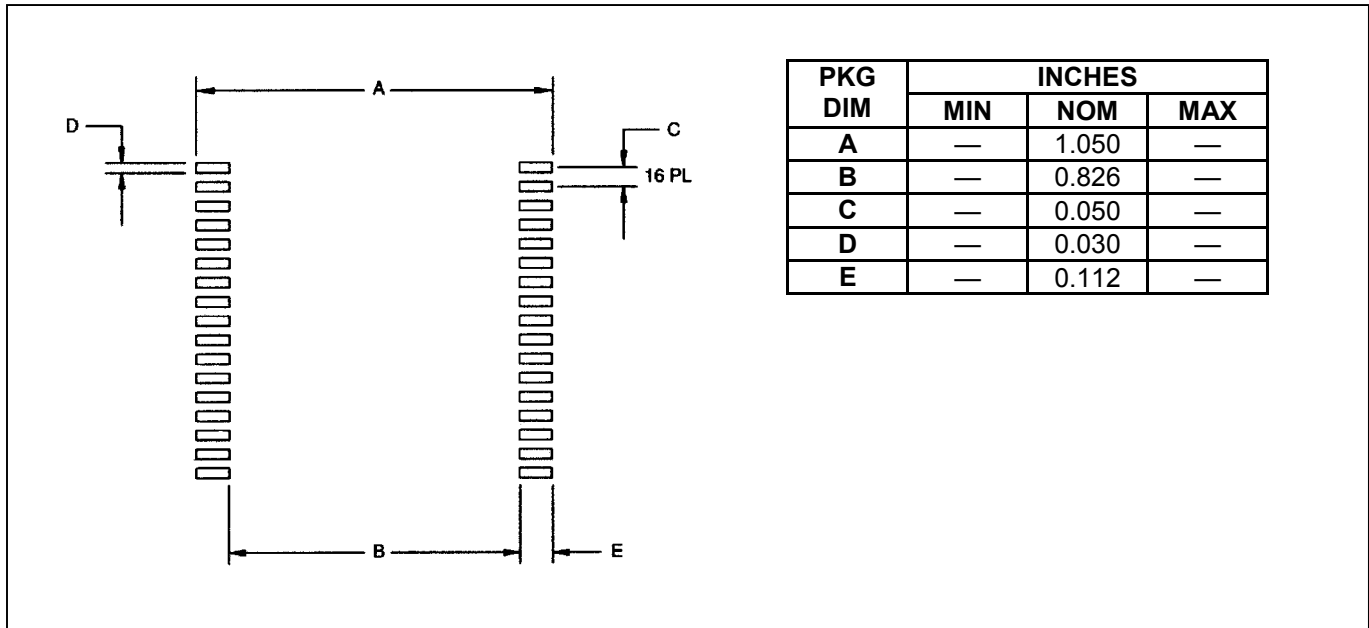 A
D
C
16 PL
B
E
PKG DIM INCHES
MIN NOM MAX
A — 1.050 —
B — 0.826 —
C — 0.050 —
D — 0.030 —
E — 0.112 —